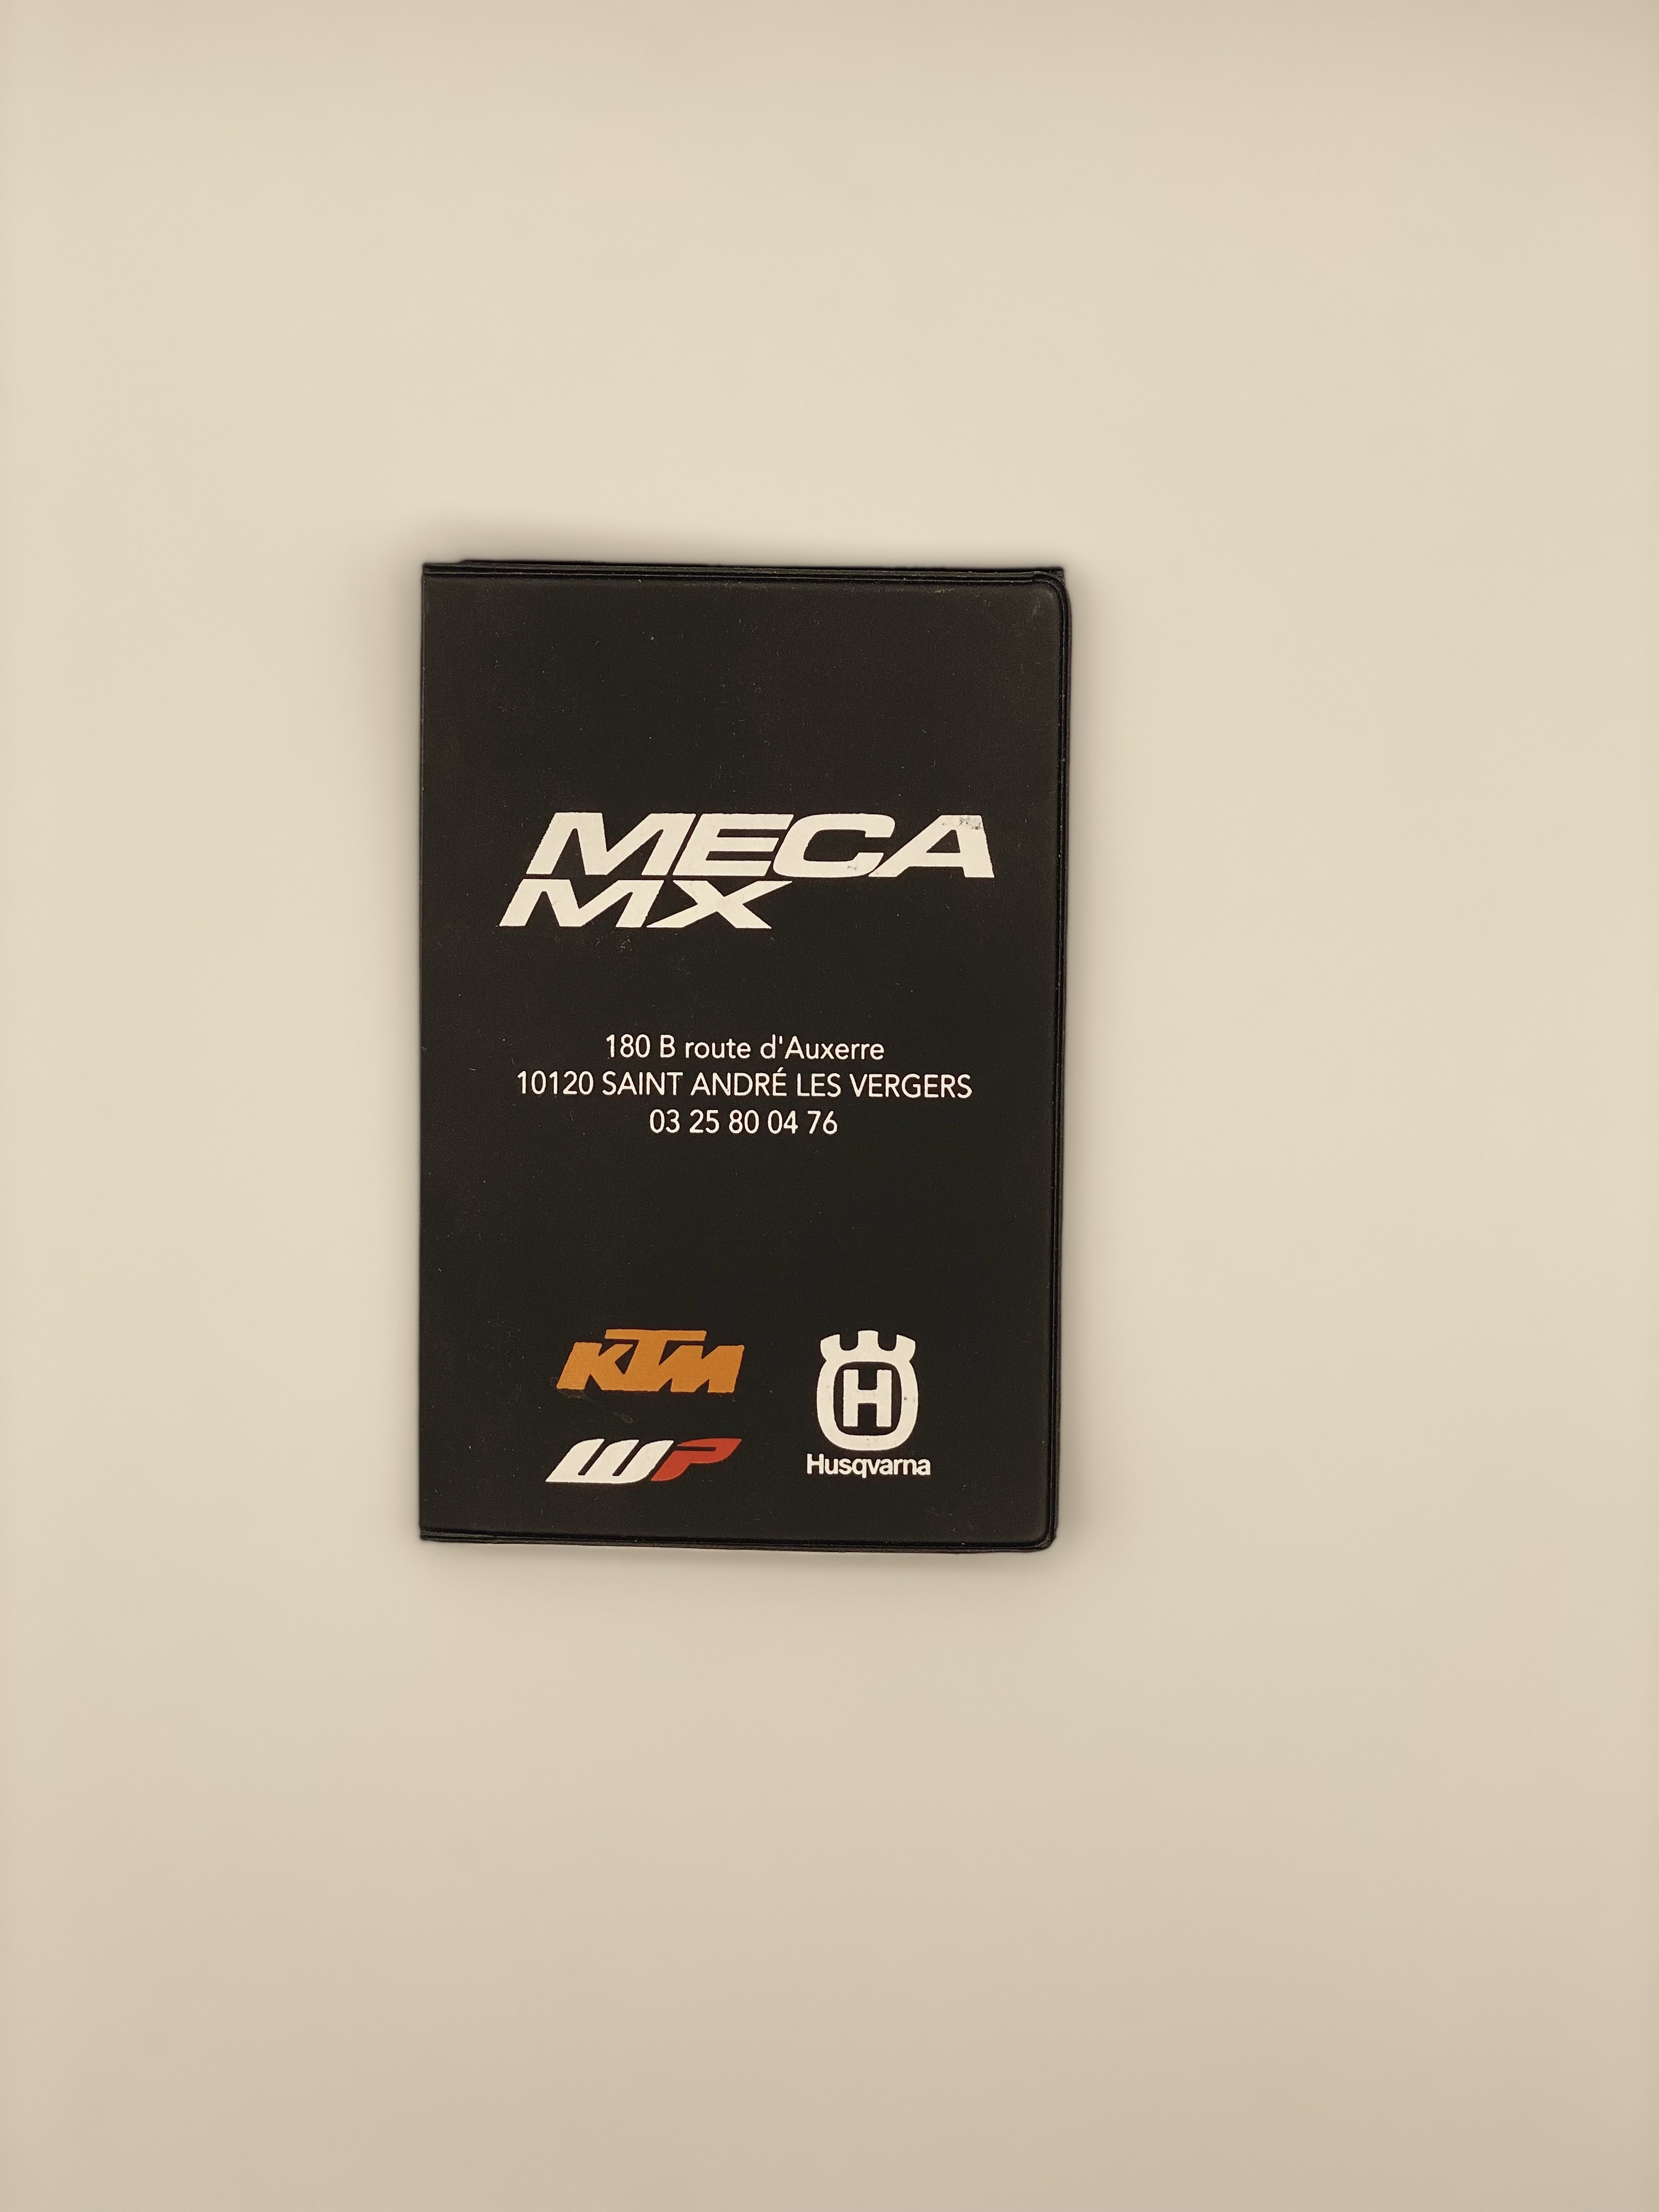 MECA
MX
180 B route d'Auxerre
10120 SAINT ANDRÉ LES VERGERS
03 25 80 04 76
KTM
WP
H
Husqvarna